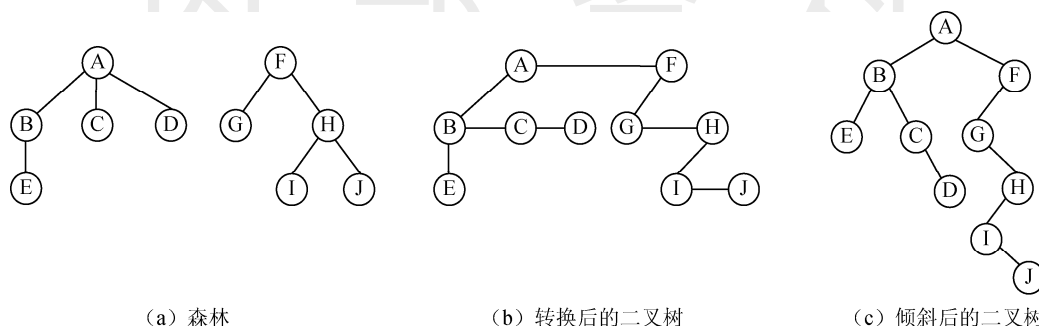 A F A F A
B C D G H B C D G H B F
E I J E I J E C G
D H
I
J
（a）森林 （b）转换后的二叉树 （c）倾斜后的二叉树